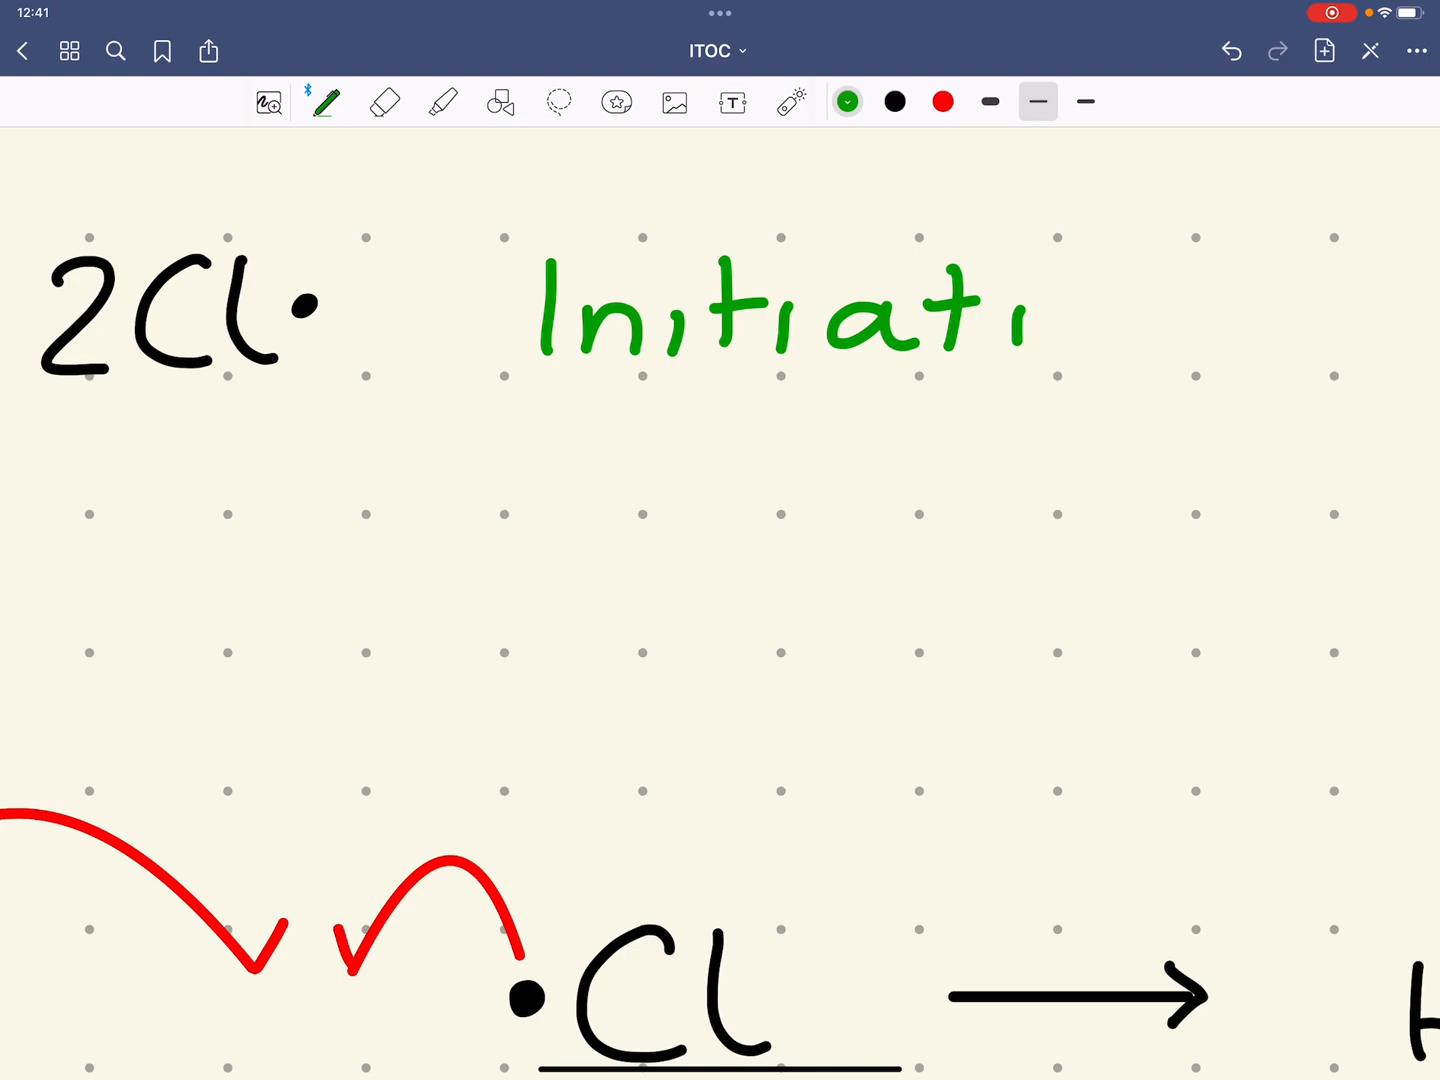 12:41
ITOC
T
2Cl• Initiati
•Cl → H